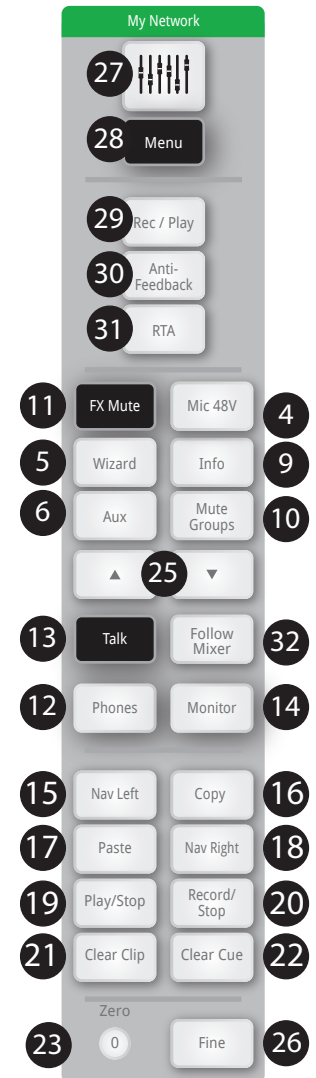 My Network
27
28 Menu
29 Rec / Play
30 Anti-
Feedback
31 RTA
11 FX Mute Mic 48V 4
5 Wizard Info 9
6 Aux Mute
Groups 10
▲ 25 ▼
13 Talk Follow
Mixer 32
12 Phones Monitor 14
15 Nav Left Copy 16
17 Paste Nav Right 18
19 Play/Stop Record/
Stop 20
21 Clear Clip Clear Cue 22
Zero
23 0 Fine 26